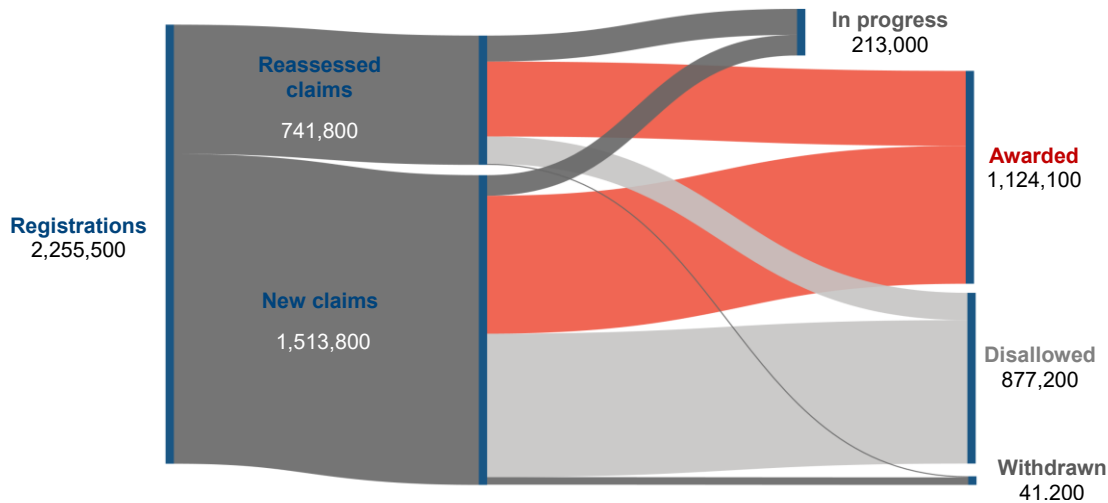 Registrations
2,255,500
Reassessed
claims
741,800
New claims
1,513,800
In progress
213,000
Awarded
1,124,100
Disallowed
877,200
Withdrawn
41,200